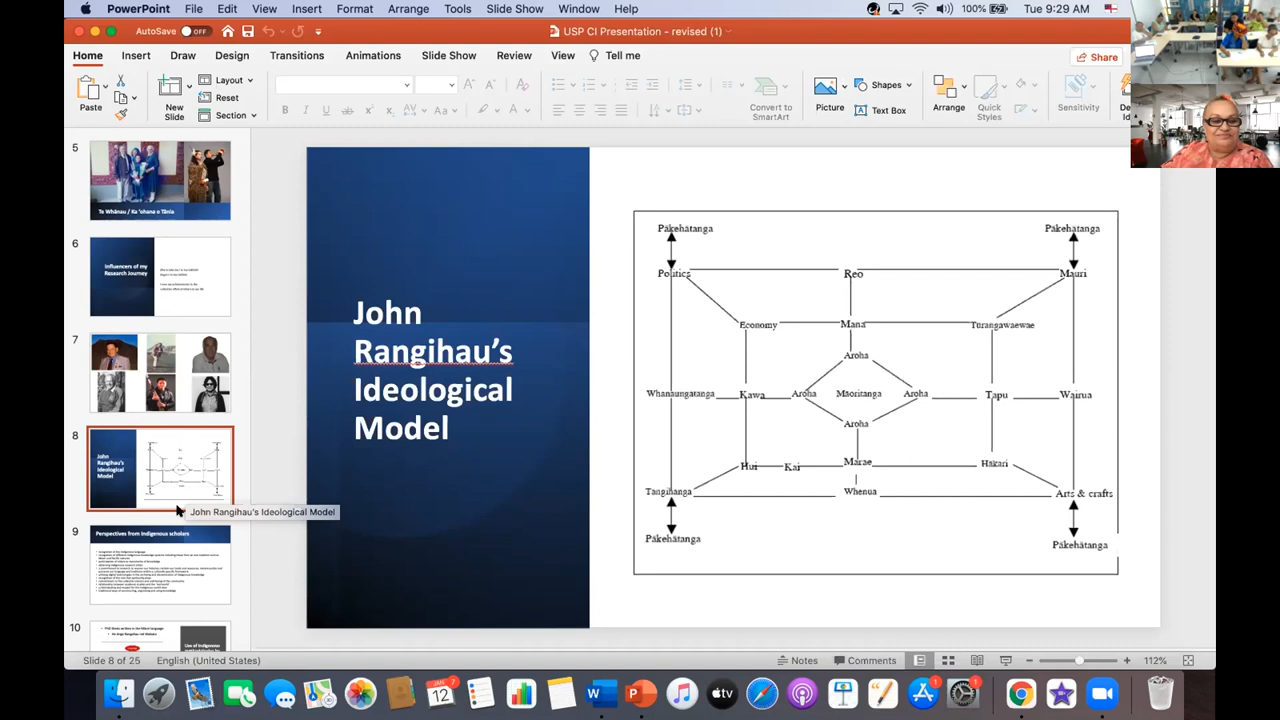 PowerPoint File Edit View Insert Format Arrange Tools Slide Show Window Help 100% Tue 9:29 AM
AutoSave OFF USP CI Presentation - revised (1)
Home Insert Draw Design Transitions Animations Slide Show Review View Tell me Share
Paste New Slide Layout Reset Section Convert to SmartArt Picture Shapes Text Box Arrange Quick Styles Sensitivity
5
Te Whānau / Ka ʻohana o Tānia
6
Influencers of my
Research Journey
7
8
John
Rangihau's
Ideological
Model
John Rangihau's Ideological Model
9
Perspectives from Indigenous scholars
10
John
Rangihau's
Ideological
Model
Pākehātanga Pākehātanga
Politics Reo Mauri
Economy Mana Tūrangawaewae
Aroha
Whanaungatanga Kawa Aroha Māoritanga Aroha Tapu Wairua
Aroha
Hui Kai Marae Hākari
Tangihanga Whenua Arts & crafts
Pākehātanga Pākehātanga
Slide 8 of 25 English (United States) Notes Comments 112%
JAN 12